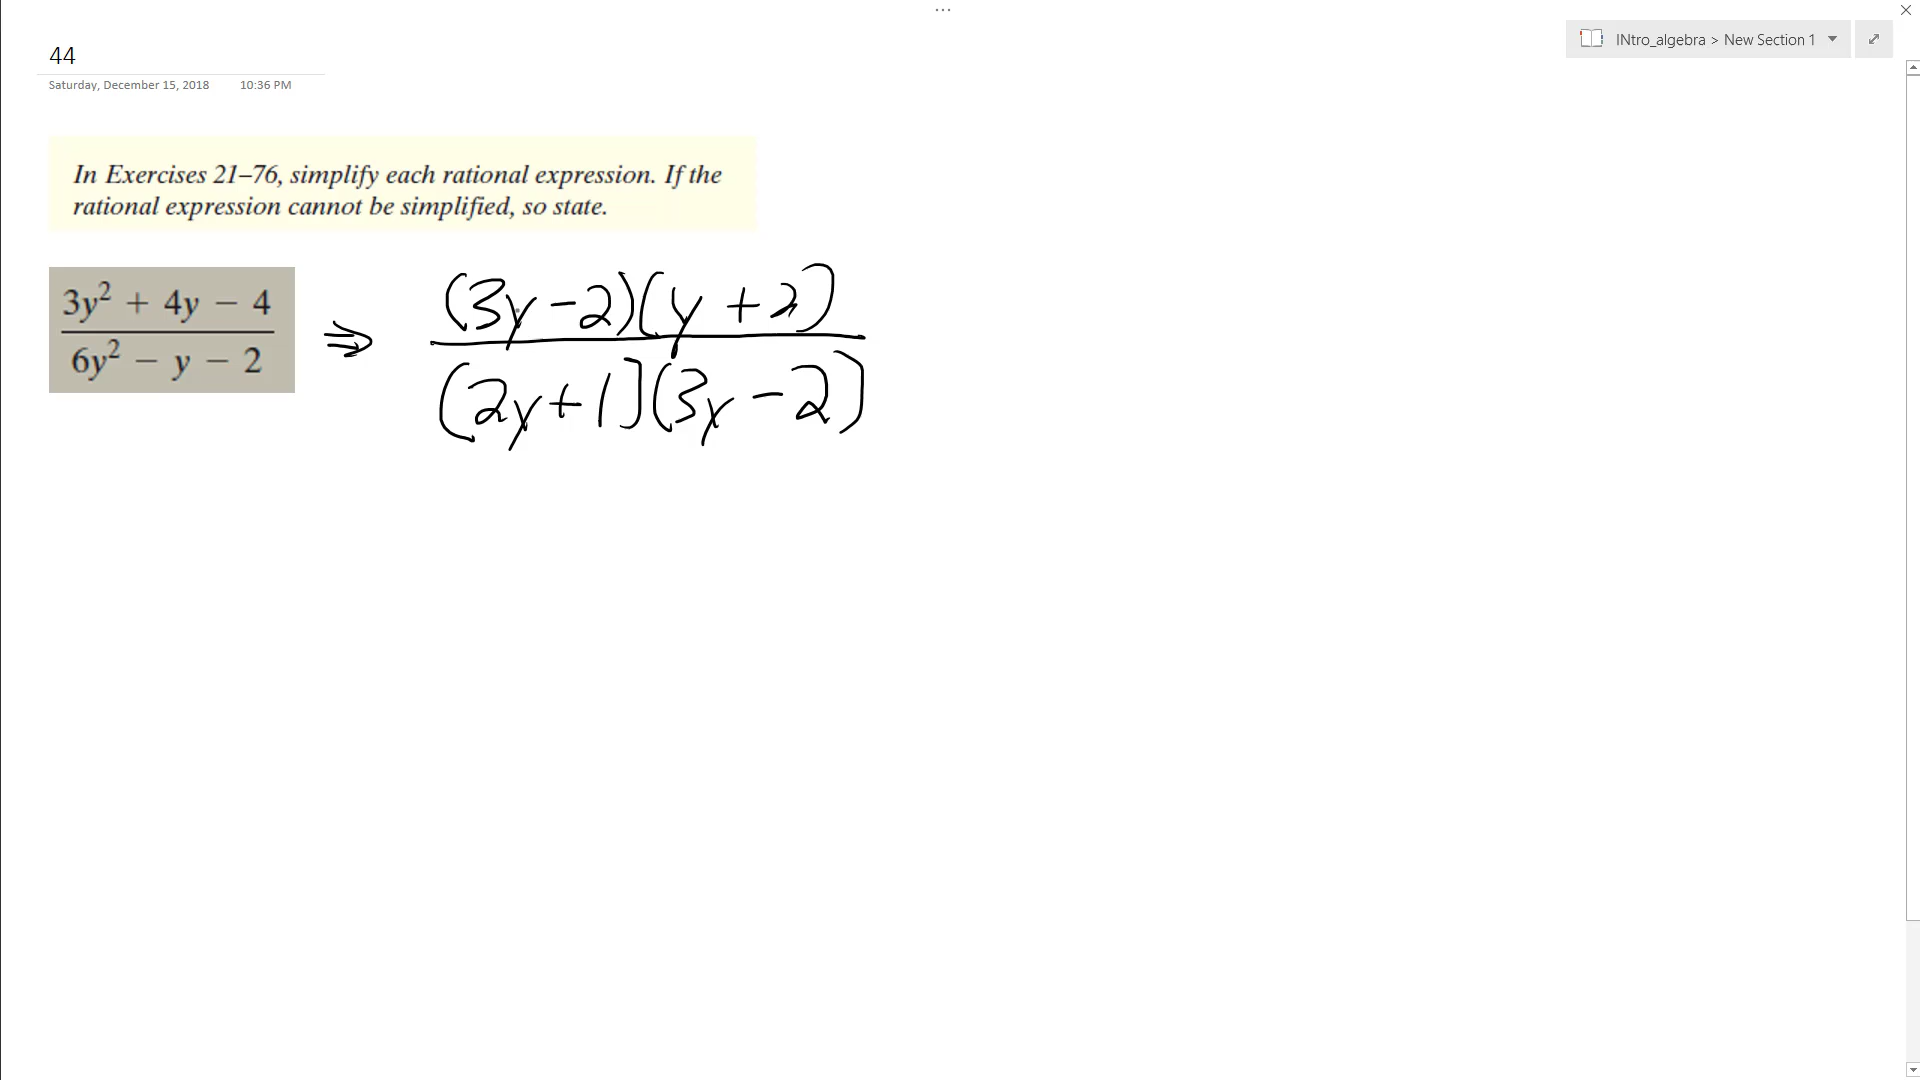 ...
INtro_algebra > New Section 1
44
Saturday, December 15, 2018 10:36 PM
In Exercises 21–76, simplify each rational expression. If the
rational expression cannot be simplified, so state.
3y² + 4y − 4
6y² − y − 2
⇒
(3y − 2)(y + 2)
(2y + 1](3y − 2]